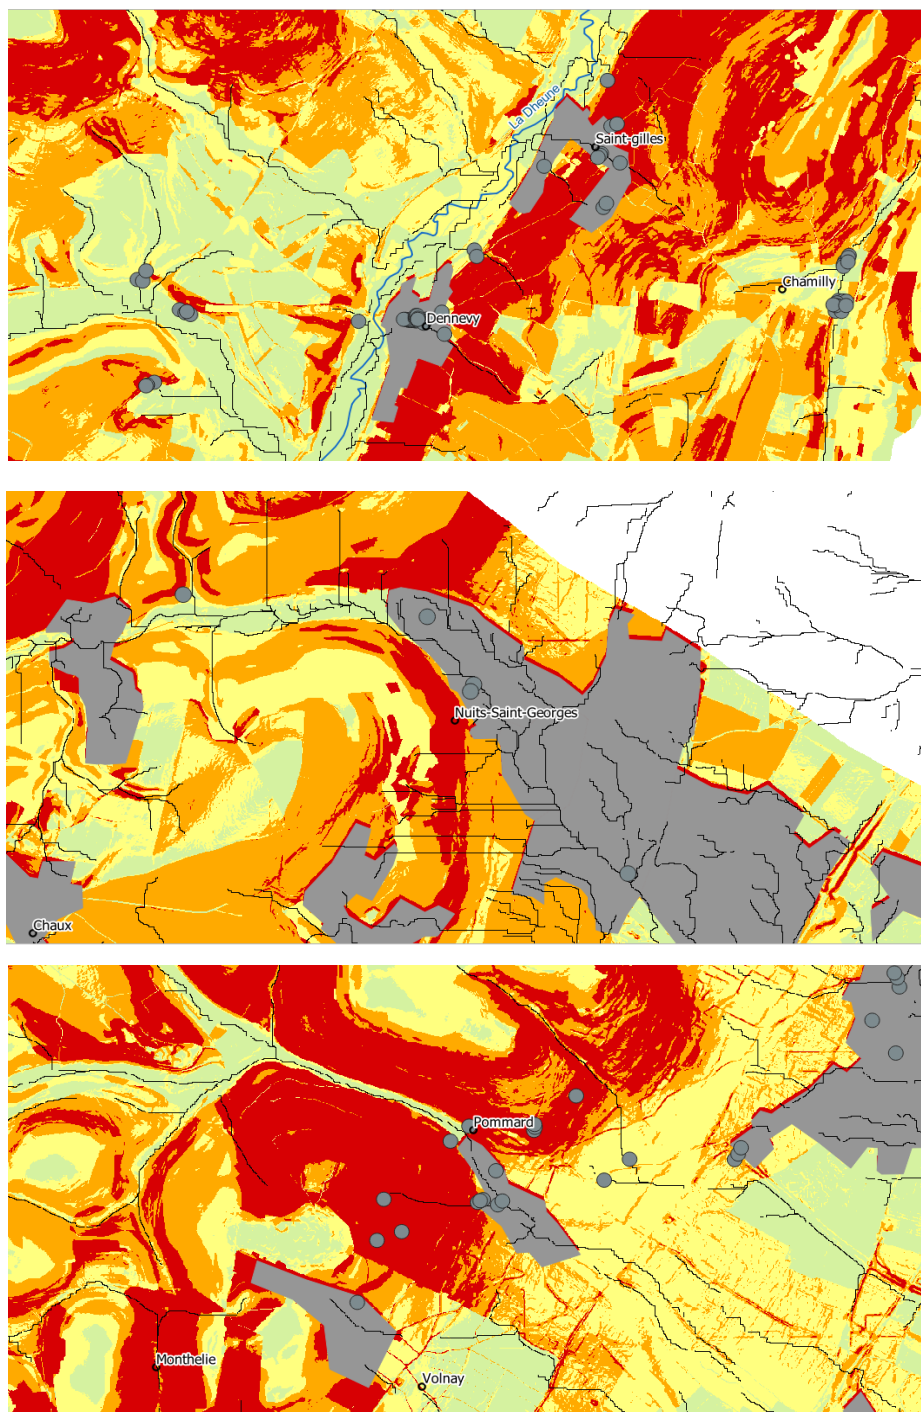 La Dheune
Saint-gilles
Chamilly
Dennevy
Nuits-Saint-Georges
Chaux
Pommard
Monthelie
Volnay